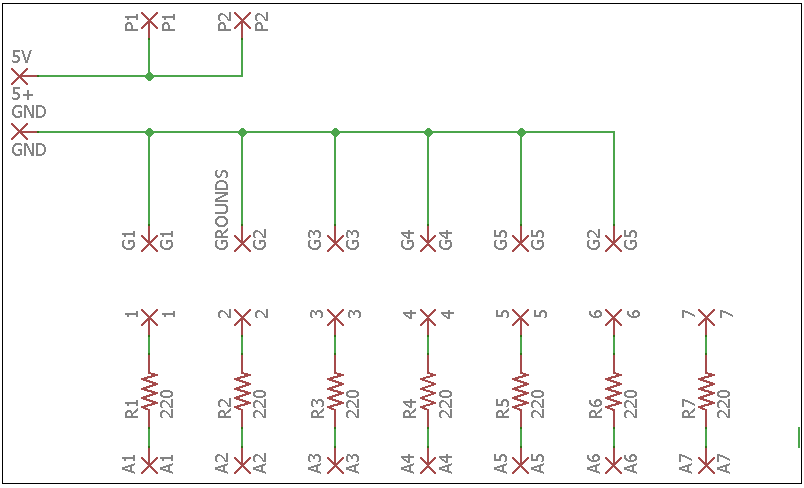 P1 P1 P2 P2
5V
5+
GND
GND
GROUNDS
G1 G1 G2 G3 G3 G4 G4 G5 G5 G2 G5
1 1 2 2 3 3 4 4 5 5 6 6 7 7
R1 220 R2 220 R3 220 R4 220 R5 220 R6 220 R7 220
A1 A1 A2 A2 A3 A3 A4 A4 A5 A5 A6 A6 A7 A7